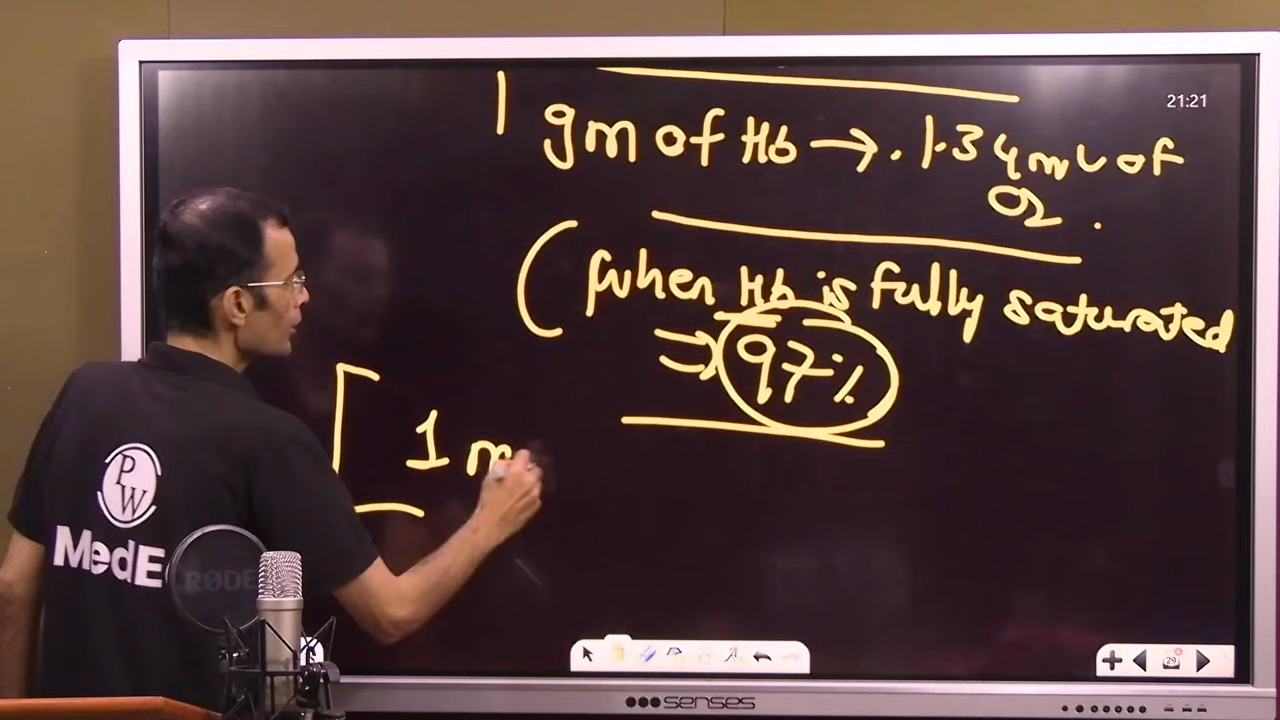 21:21
1 gm of Hb → . 1.34 mL of
O2 .
( when Hb is fully saturated
⇒ 97%
[ 1 m
PW
MedE
RØDE
senses
29